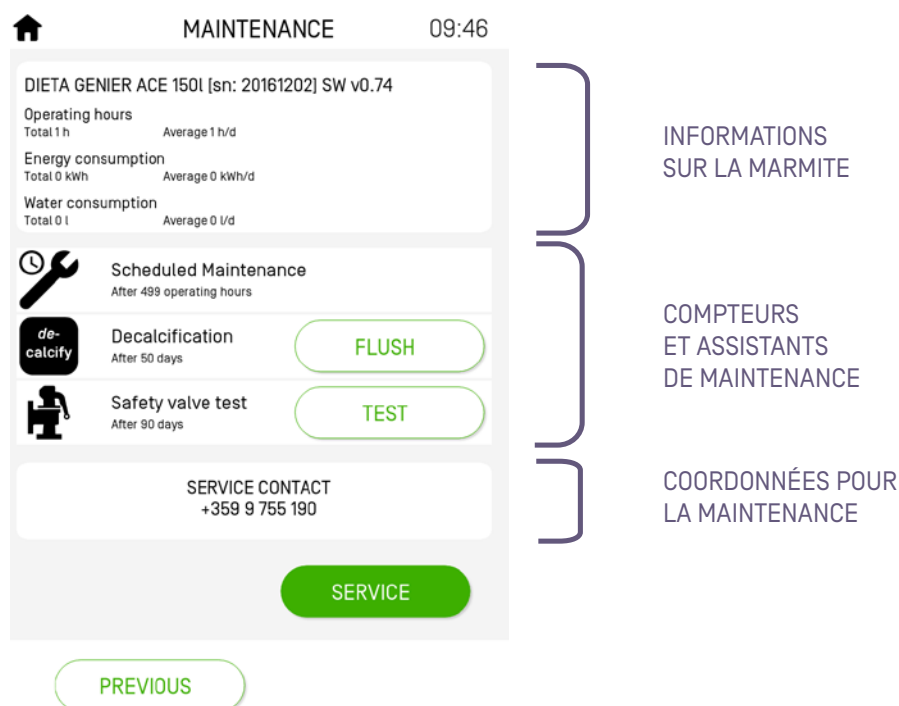 MAINTENANCE 09:46
DIETA GENIER ACE 150l [sn: 20161202] SW v0.74
Operating hours
Total 1 h Average 1 h/d
Energy consumption
Total 0 kWh Average 0 kWh/d
Water consumption
Total 0 l Average 0 l/d
INFORMATIONS
SUR LA MARMITE
Scheduled Maintenance
After 499 operating hours
de-
calcify
Decalcification
After 50 days
FLUSH
Safety valve test
After 90 days
TEST
COMPTEURS
ET ASSISTANTS
DE MAINTENANCE
SERVICE CONTACT
+359 9 755 190
COORDONNÉES POUR
LA MAINTENANCE
SERVICE
PREVIOUS